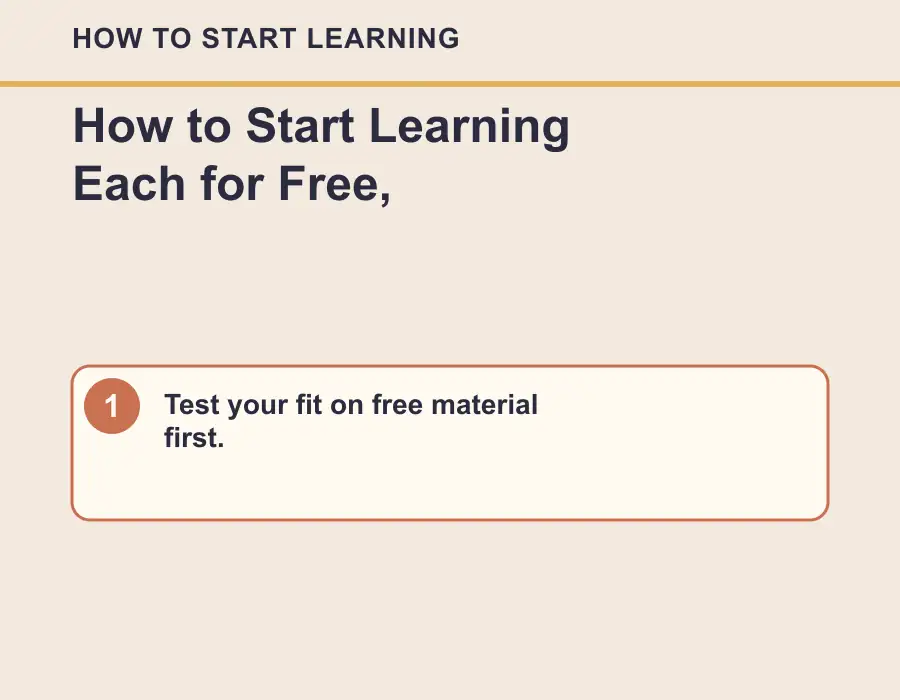 HOW TO START LEARNING
How to Start Learning
Each for Free,
1
Test your fit on free material
first.